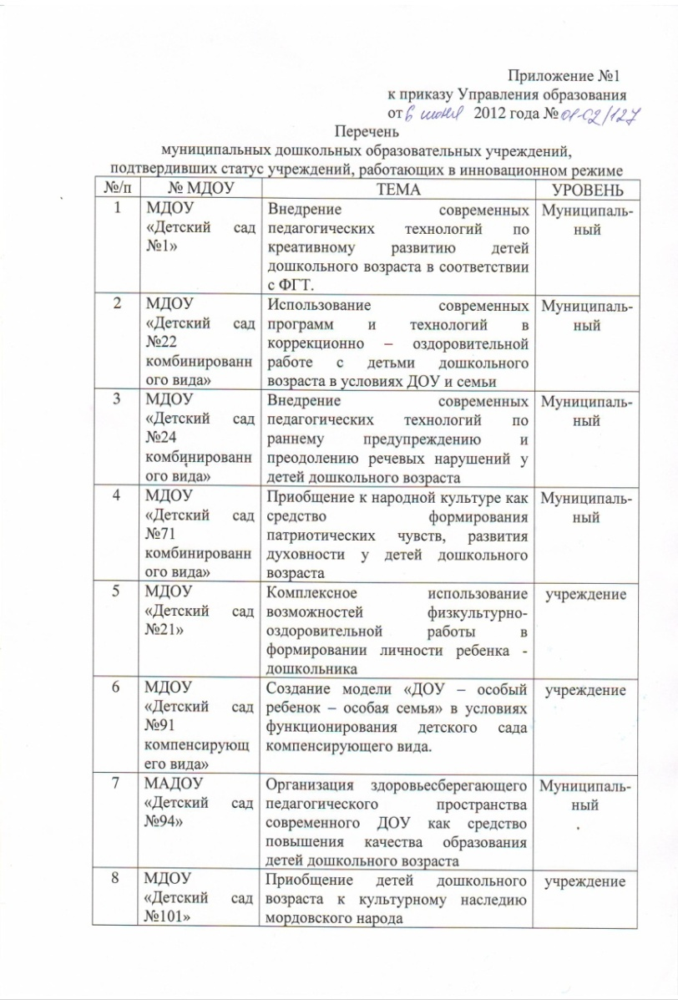 Приложение №1
к приказу Управления образования
от 6 июня 2012 года № 01-02/127
Перечень
муниципальных дошкольных образовательных учреждений,
подтвердивших статус учреждений, работающих в инновационном режиме
№/п № МДОУ ТЕМА УРОВЕНЬ
1
МДОУ
«Детский сад
№1»
Внедрение современных
педагогических технологий по
креативному развитию детей
дошкольного возраста в соответствии
с ФГТ.
Муниципаль-
ный
2
МДОУ
«Детский сад
№22
комбинированн
ого вида»
Использование современных
программ и технологий в
коррекционно – оздоровительной
работе с детьми дошкольного
возраста в условиях ДОУ и семьи
Муниципаль-
ный
3
МДОУ
«Детский сад
№24
комбинированн
ого вида»
Внедрение современных
педагогических технологий по
раннему предупреждению и
преодолению речевых нарушений у
детей дошкольного возраста
Муниципаль-
ный
4
МДОУ
«Детский сад
№71
комбинированн
ого вида»
Приобщение к народной культуре как
средство формирования
патриотических чувств, развития
духовности у детей дошкольного
возраста
Муниципаль-
ный
5
МДОУ
«Детский сад
№21»
Комплексное использование
возможностей физкультурно-
оздоровительной работы в
формировании личности ребенка -
дошкольника
учреждение
6
МДОУ
«Детский сад
№91
компенсирующ
его вида»
Создание модели «ДОУ – особый
ребенок – особая семья» в условиях
функционирования детского сада
компенсирующего вида.
учреждение
7
МАДОУ
«Детский сад
№94»
Организация здоровьесберегающего
педагогического пространства
современного ДОУ как средство
повышения качества образования
детей дошкольного возраста
Муниципаль-
ный
8
МДОУ
«Детский сад
№101»
Приобщение детей дошкольного
возраста к культурному наследию
мордовского народа
учреждение